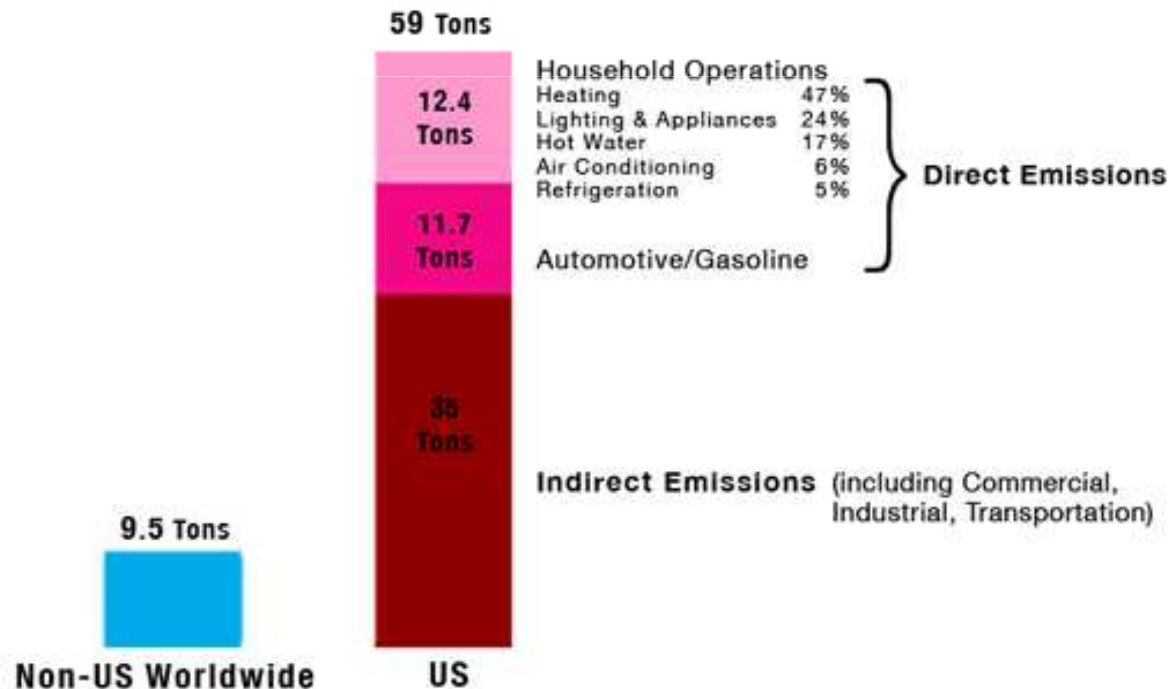 59 Tons
12.4
Tons
Household Operations
Heating 47%
Lighting & Appliances 24%
Hot Water 17%
Air Conditioning 6%
Refrigeration 5%
Direct Emissions
11.7
Tons
Automotive/Gasoline
35
Tons
Indirect Emissions (including Commercial,
Industrial, Transportation)
9.5 Tons
Non-US Worldwide
US